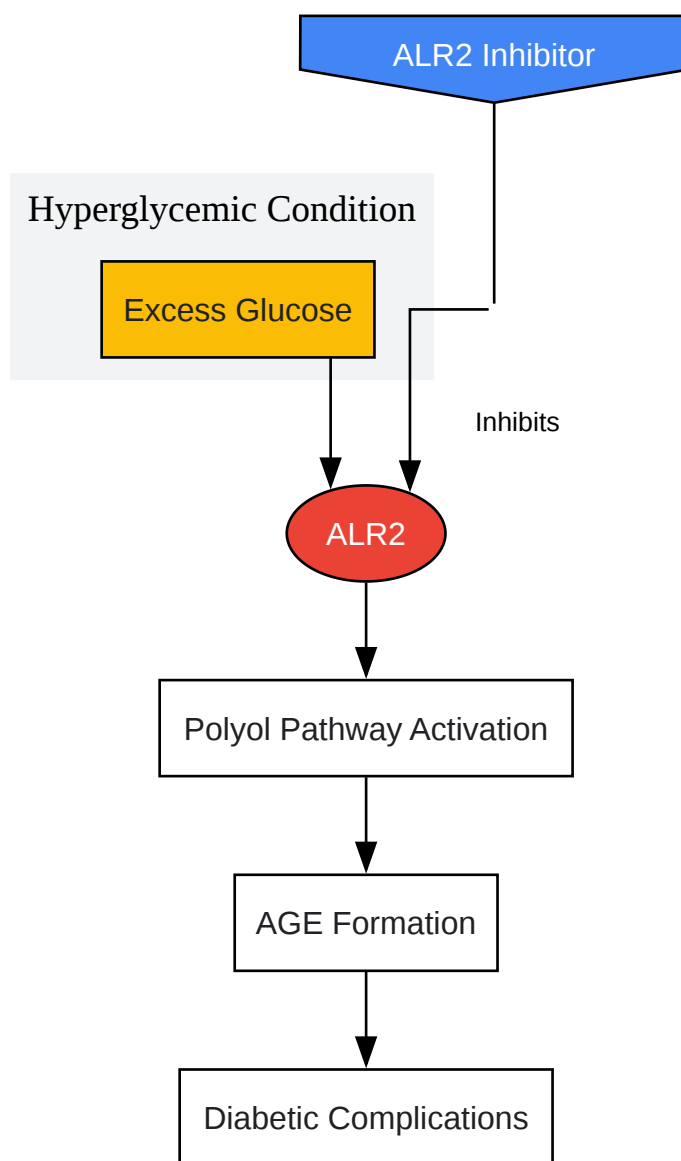 ALR2 Inhibitor
Hyperglycemic Condition
Excess Glucose
Inhibits
ALR2
Polyol Pathway Activation
AGE Formation
Diabetic Complications